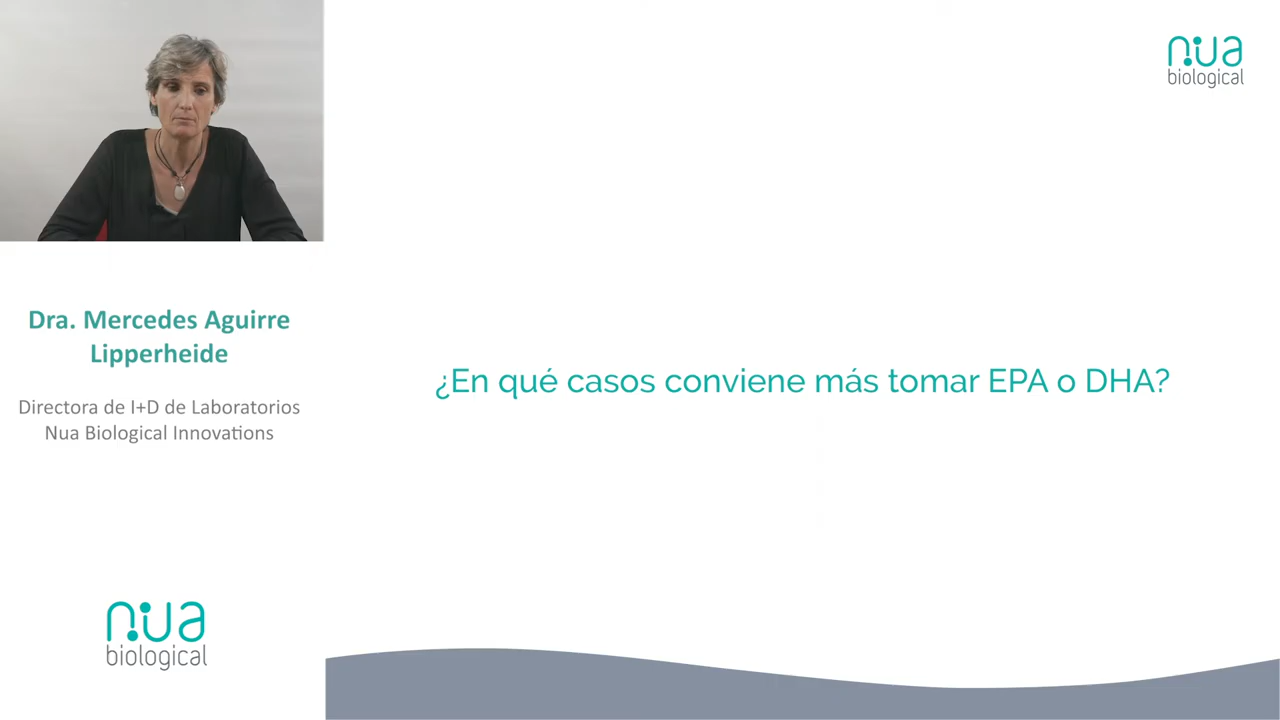 nua
biological
Dra. Mercedes Aguirre
Lipperheide
Directora de I+D de Laboratorios
Nua Biological Innovations
¿En qué casos conviene más tomar EPA o DHA?
nua
biological